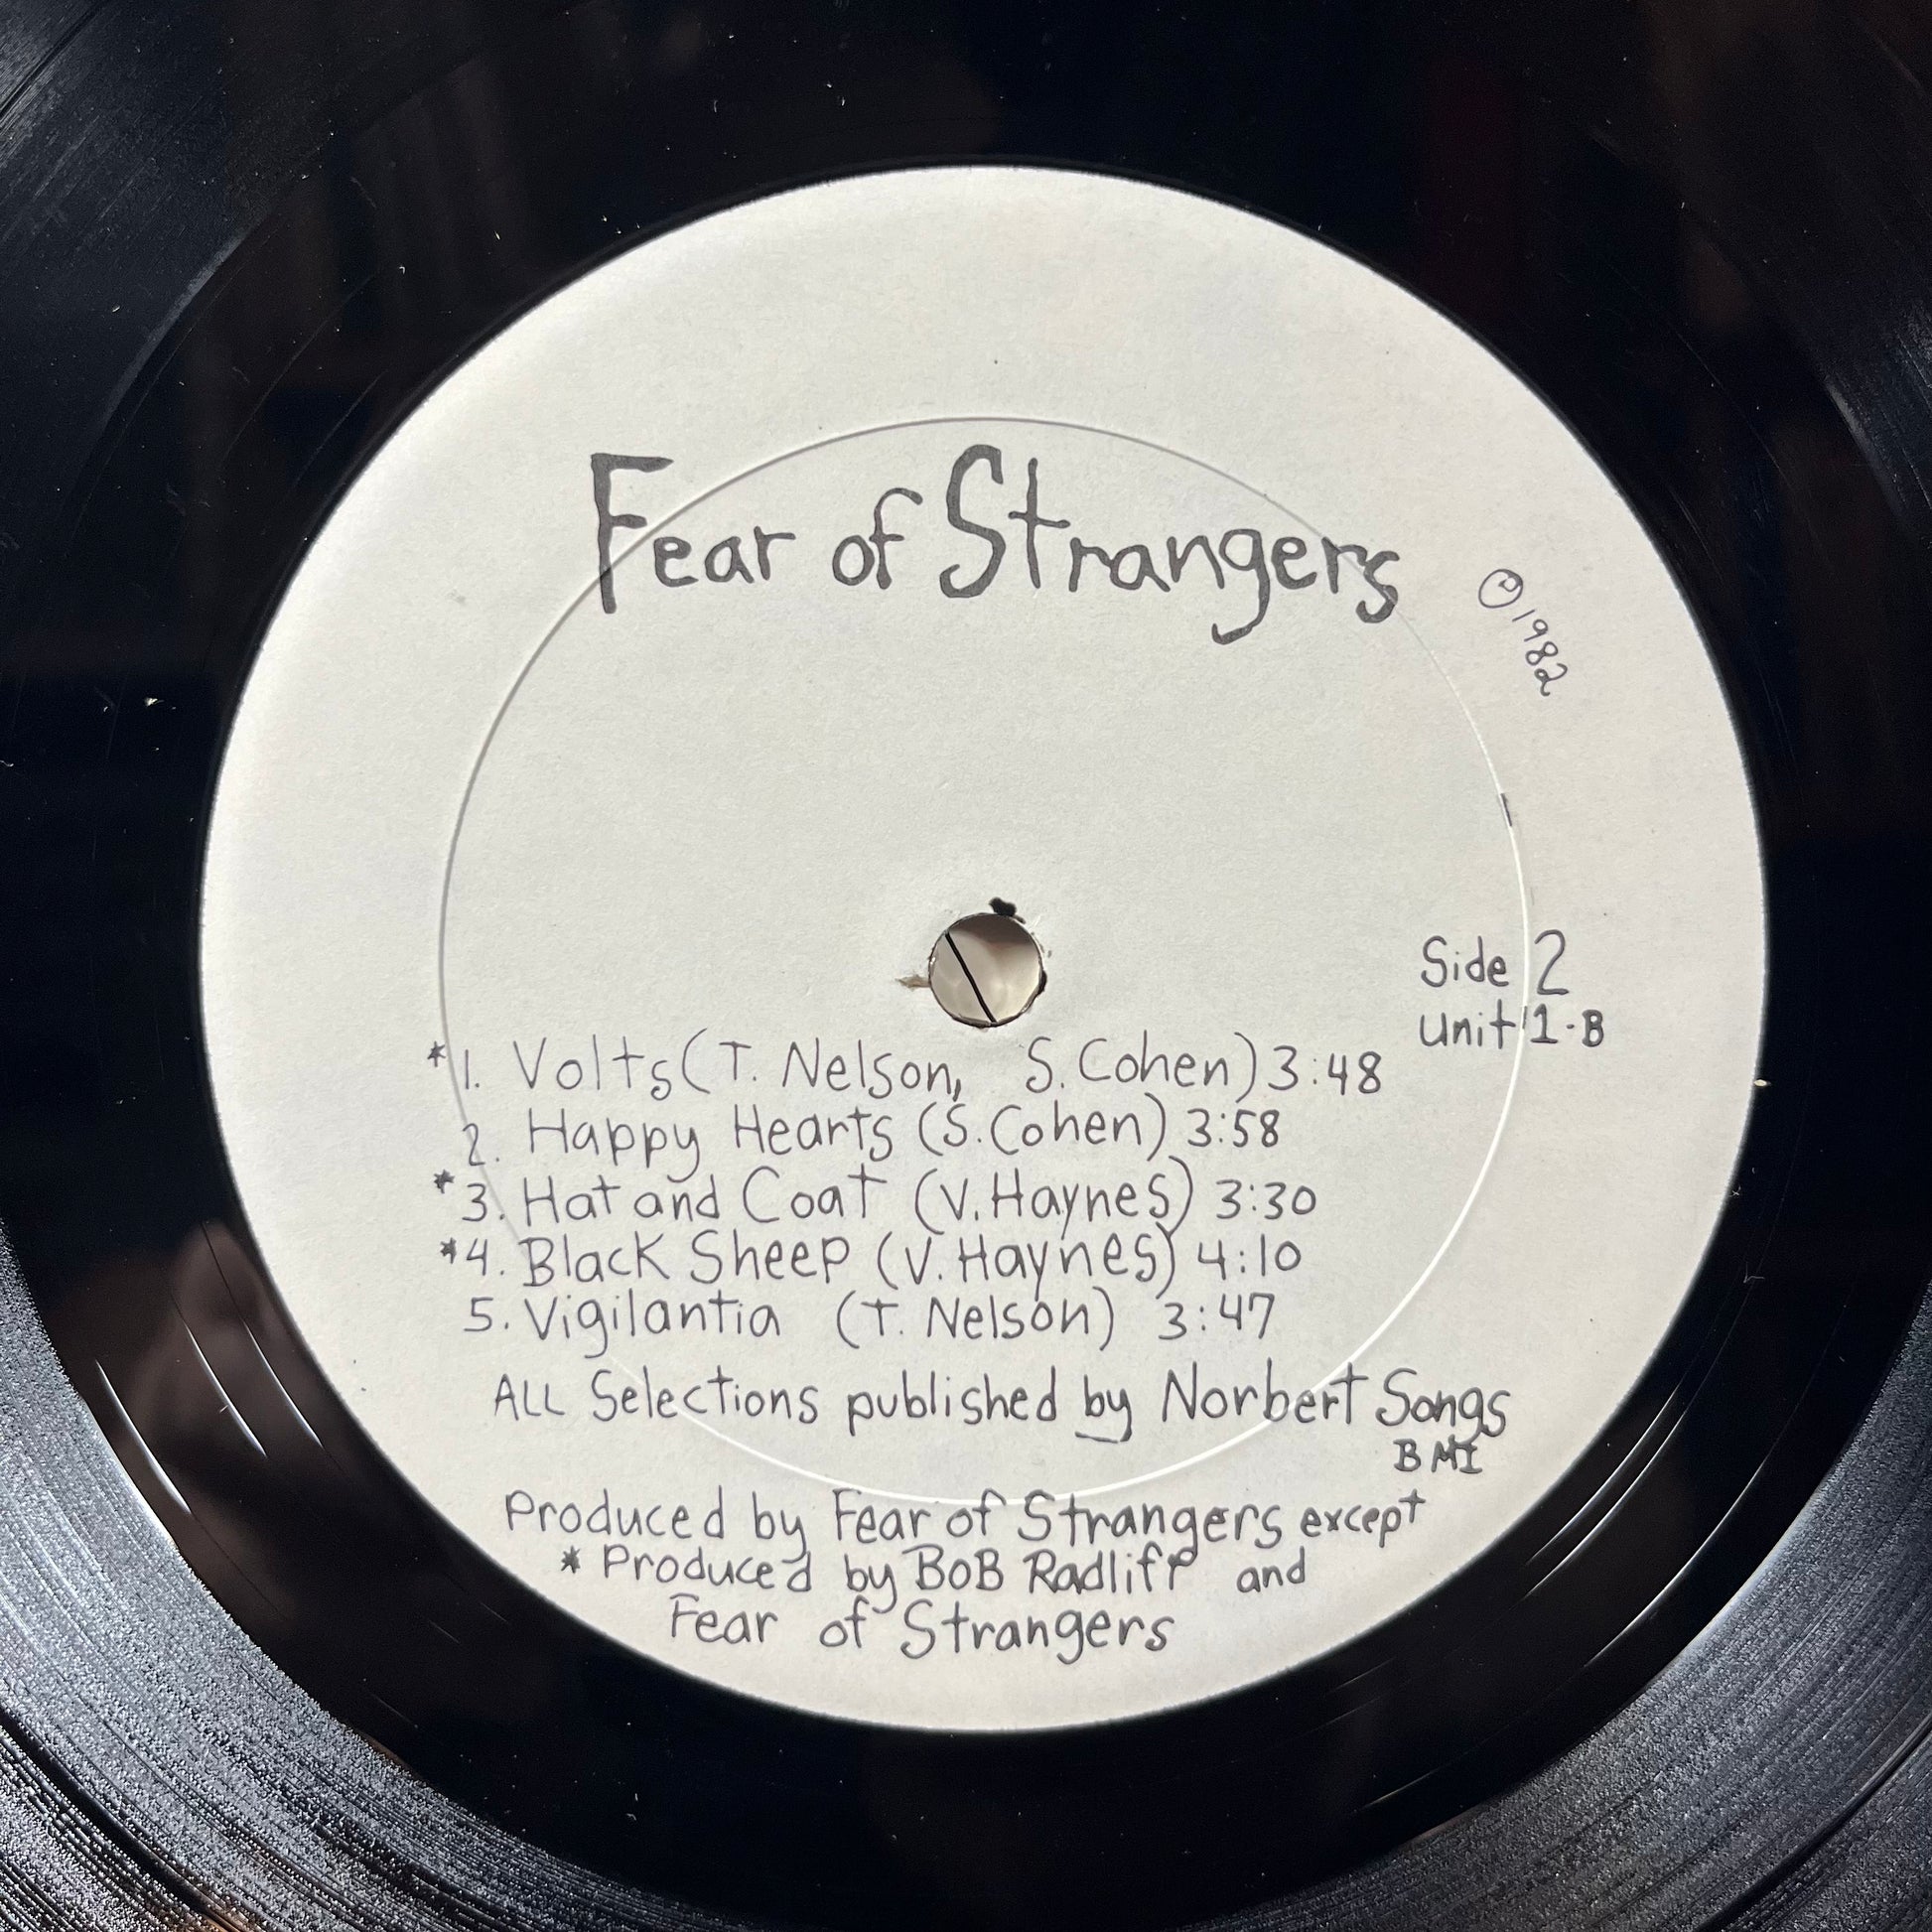 Fear of Strangers
℗1982
Side 2
Unit 1-B
*1. Volts (T. Nelson, S. Cohen) 3:48
2. Happy Hearts (S. Cohen) 3:58
*3. Hat and Coat (V. Haynes) 3:30
*4. Black Sheep (V. Haynes) 4:10
5. Vigilantia (T. Nelson) 3:47
ALL Selections published by Norbert Songs
BMI
Produced by Fear of Strangers except
* Produced by BoB Radliff and
Fear of Strangers